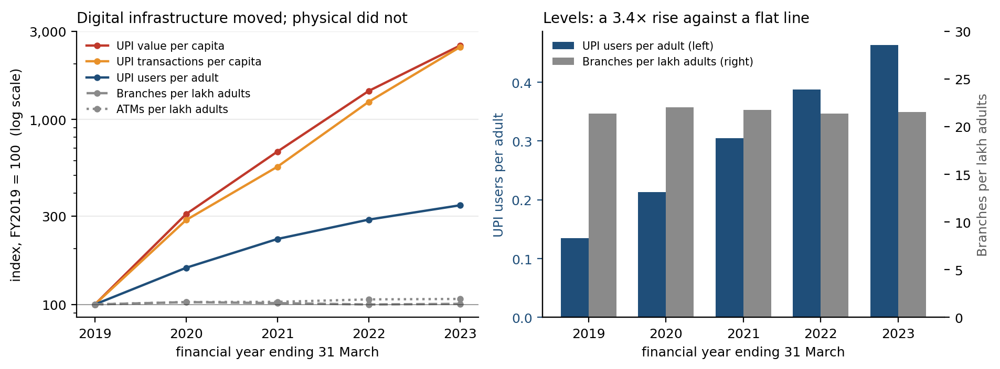 Digital infrastructure moved; physical did not
3,000
1,000
300
100
index, FY2019 = 100 (log scale)
UPI value per capita
UPI transactions per capita
UPI users per adult
Branches per lakh adults
ATMs per lakh adults
2019 2020 2021 2022 2023
financial year ending 31 March
Levels: a 3.4× rise against a flat line
UPI users per adult (left)
Branches per lakh adults (right)
0.4
0.3
0.2
0.1
0.0
UPI users per adult
30
25
20
15
10
5
0
Branches per lakh adults
2019 2020 2021 2022 2023
financial year ending 31 March